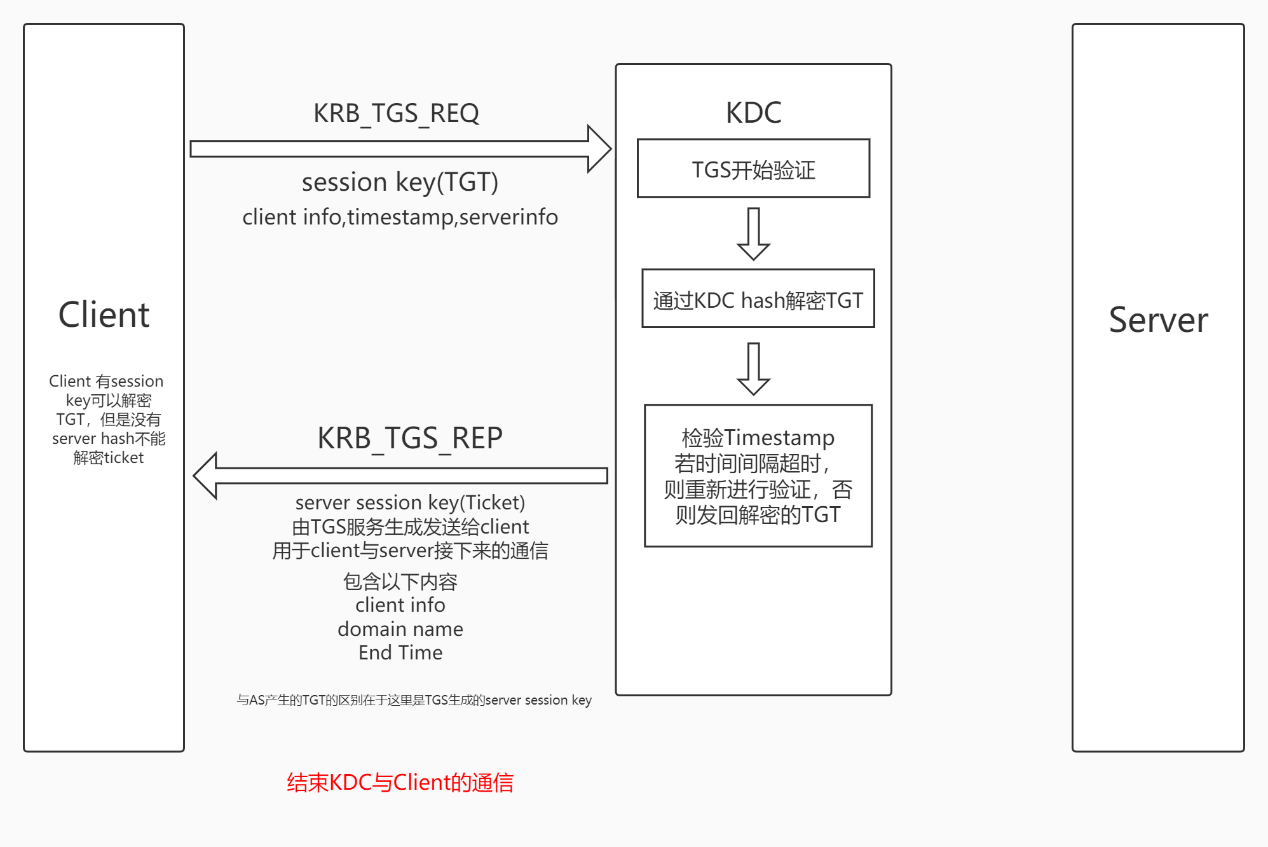 Client
Client 有session
key可以解密
TGT，但是没有
server hash不能
解密ticket
KRB_TGS_REQ
session key(TGT)
client info,timestamp,serverinfo
KRB_TGS_REP
server session key(Ticket)
由TGS服务生成发送给client
用于client与server接下来的通信
包含以下内容
client info
domain name
End Time
与AS产生的TGT的区别在于这里是TGS生成的server session key
结束KDC与Client的通信
KDC
TGS开始验证
通过KDC hash解密TGT
检验Timestamp
若时间间隔超时，
则重新进行验证，否
则发回解密的TGT
Server